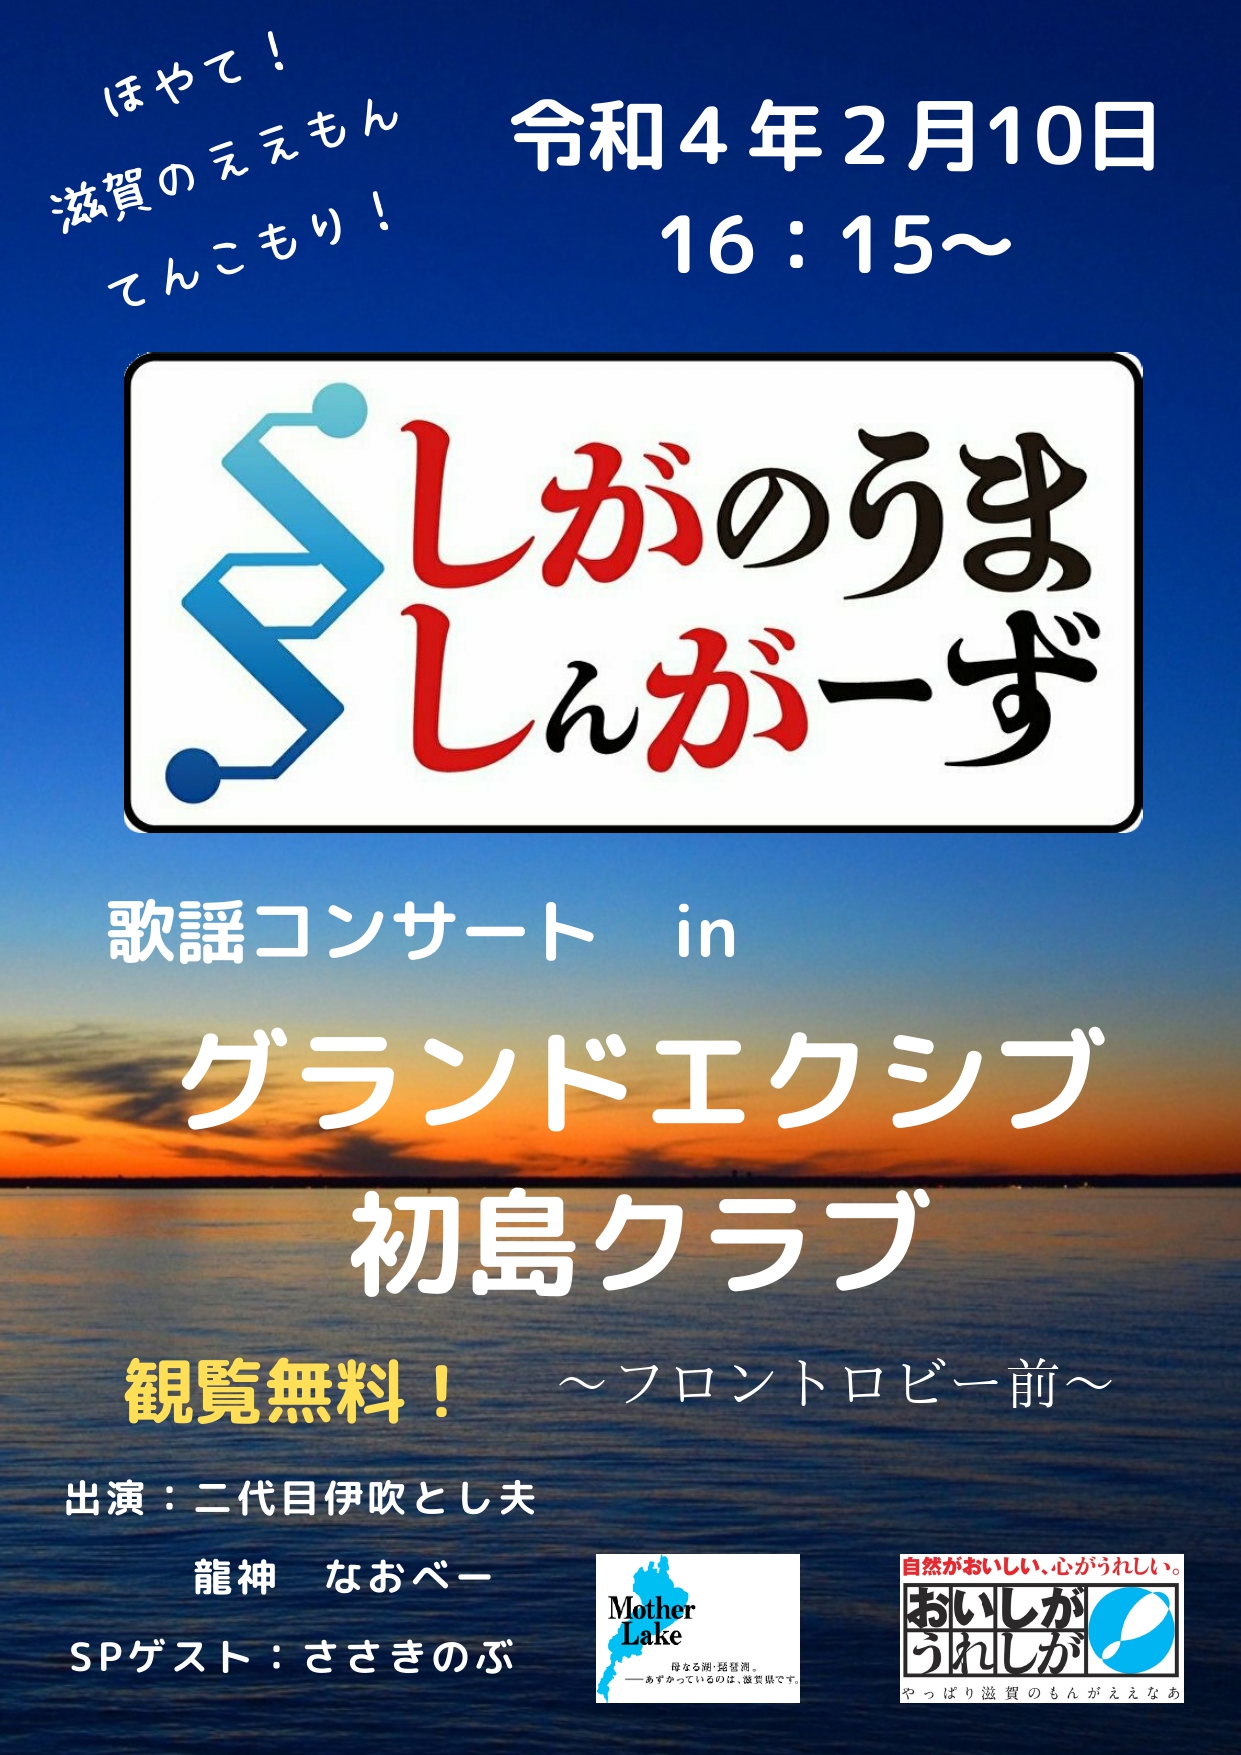 ほやて！
滋賀のええもん
てんこもり！
令和４年２月10日
16：15〜
しがのうま
しんがーず
歌謡コンサート　in
グランドエクシブ
初島クラブ
観覧無料！
〜フロントロビー前〜
出演：二代目伊吹とし夫
龍神　なおべー
SPゲスト：ささきのぶ
Mother
Lake
母なる湖・琵琶湖。
——あずかっているのは、滋賀県です。
自然がおいしい、心がうれしい。
おいしが
うれしが
やっぱり滋賀のもんがええなあ